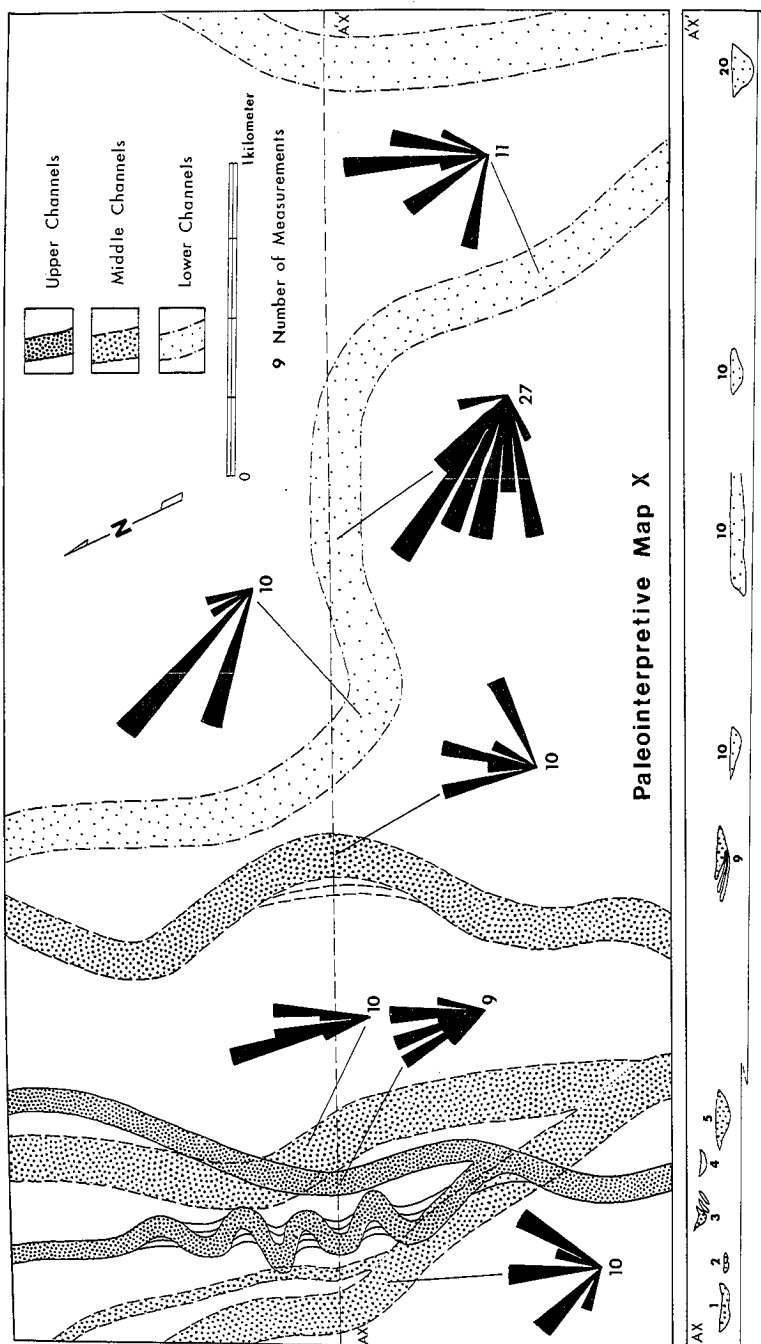 Upper Channels
Middle Channels
Lower Channels
0
1kilometer
9 Number of Measurements
N
AX
A'X'
10
9
10
10
10
27
11
Paleointerpretive Map X
AX
A'X'
1
2
3
4
5
9
10
10
10
20